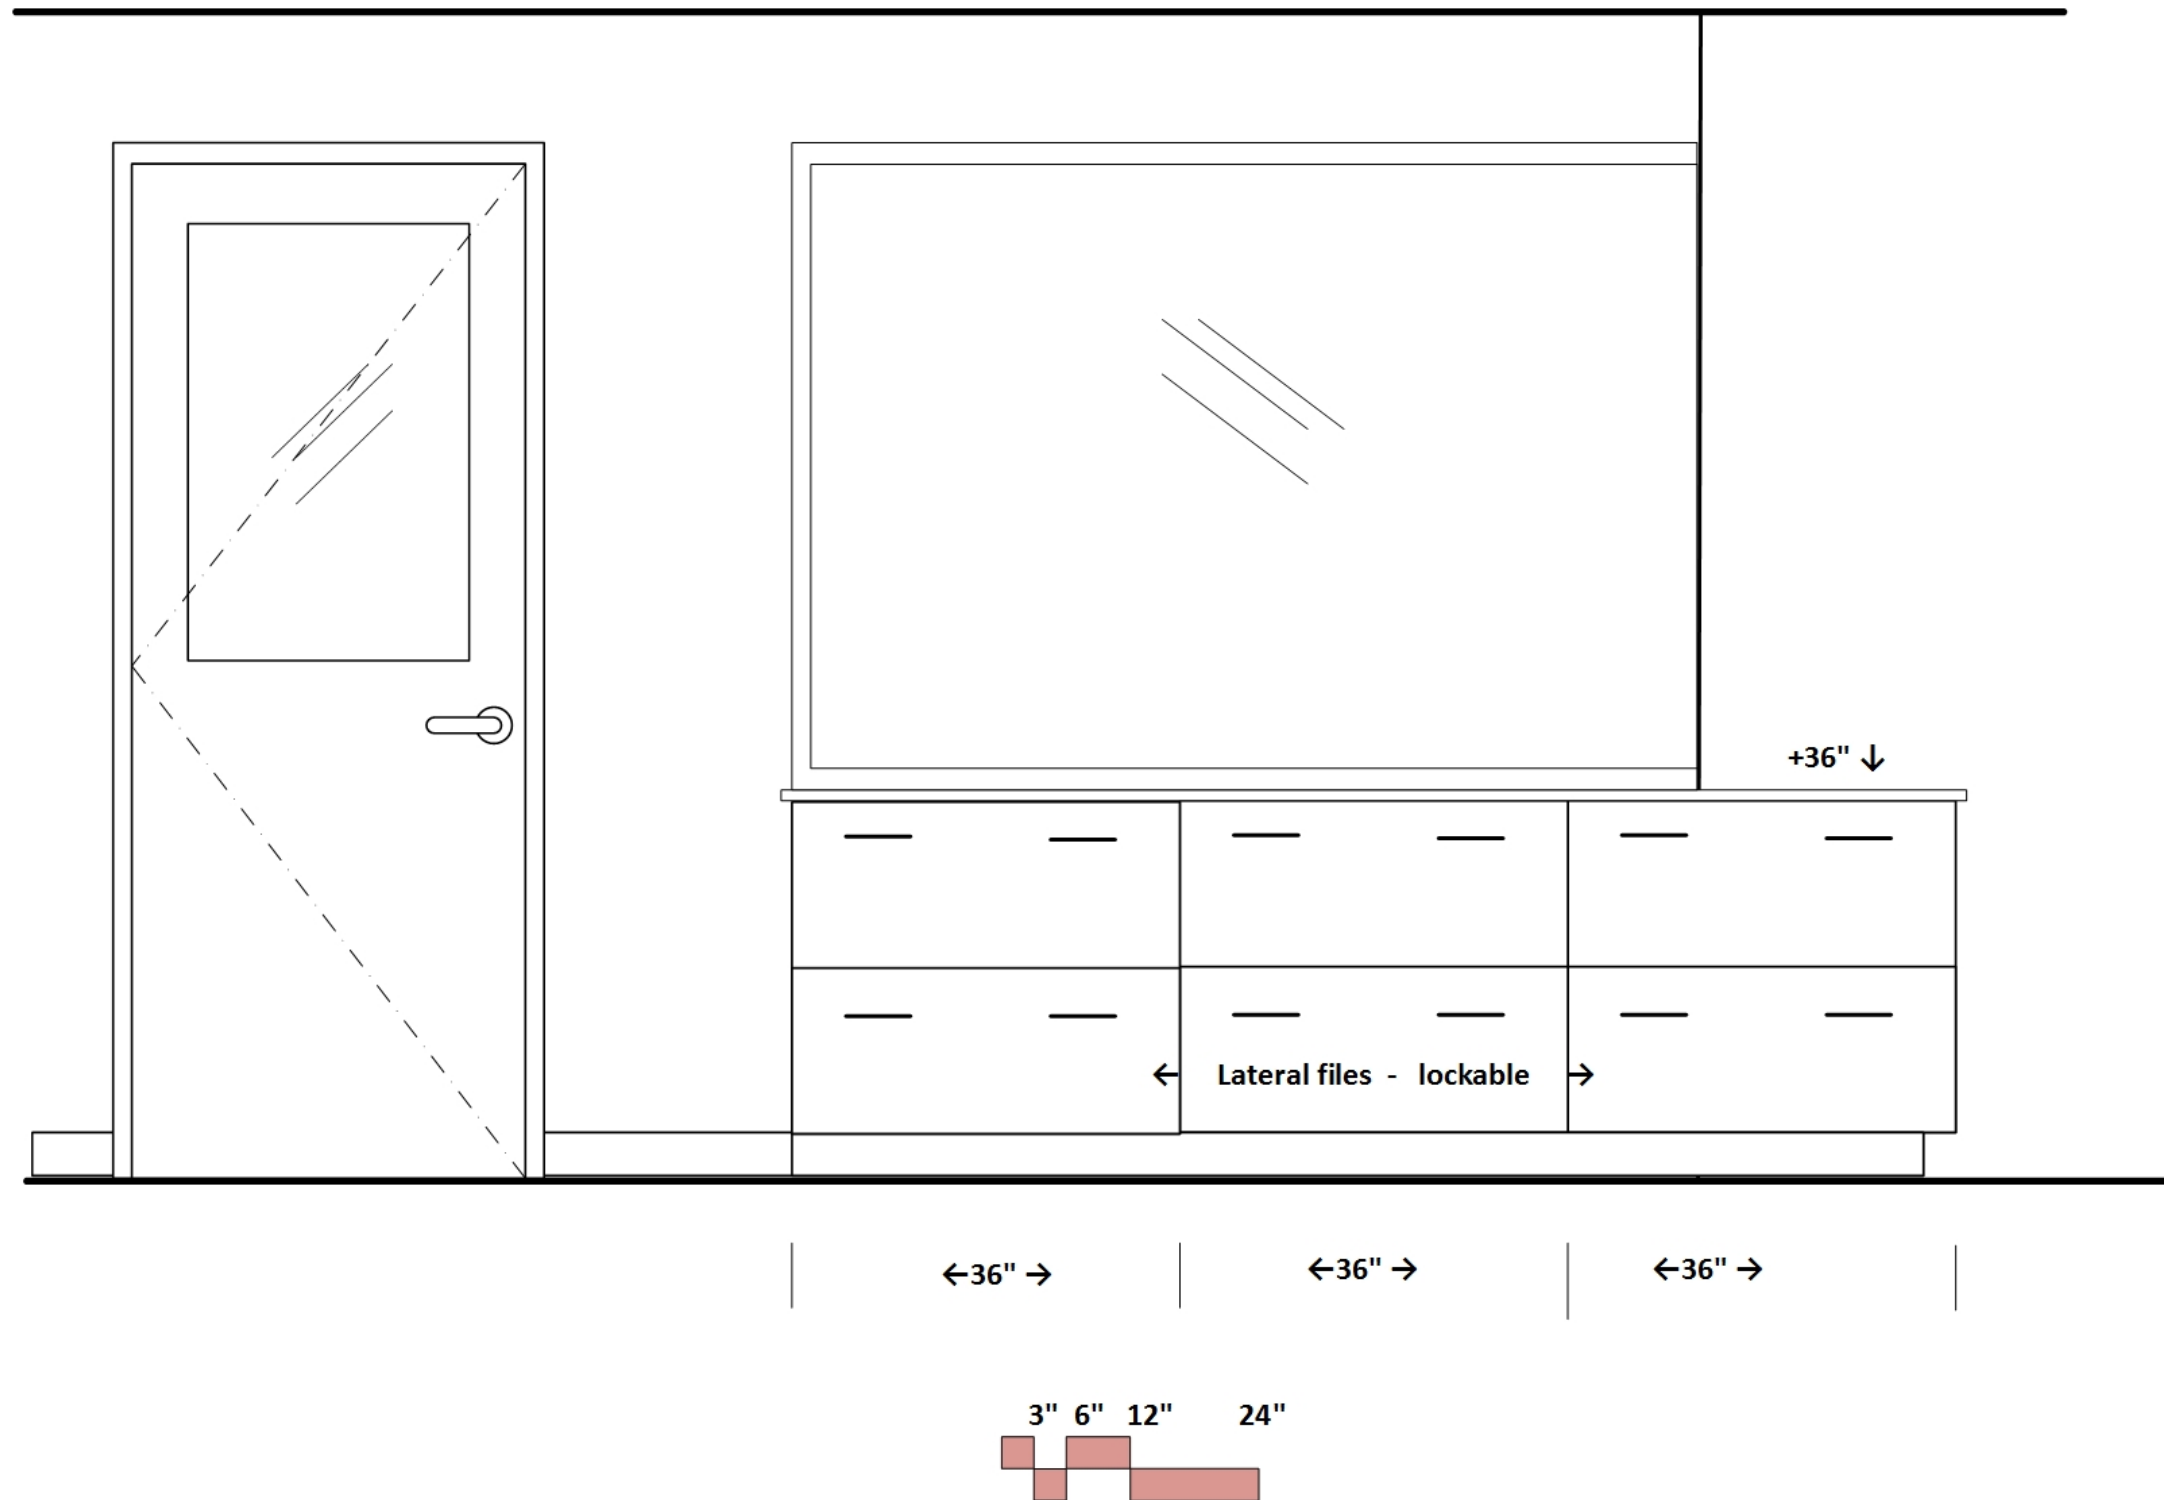 +36" ↓
← Lateral files - lockable →
←36" → ←36" → ←36" →
3" 6" 12" 24"